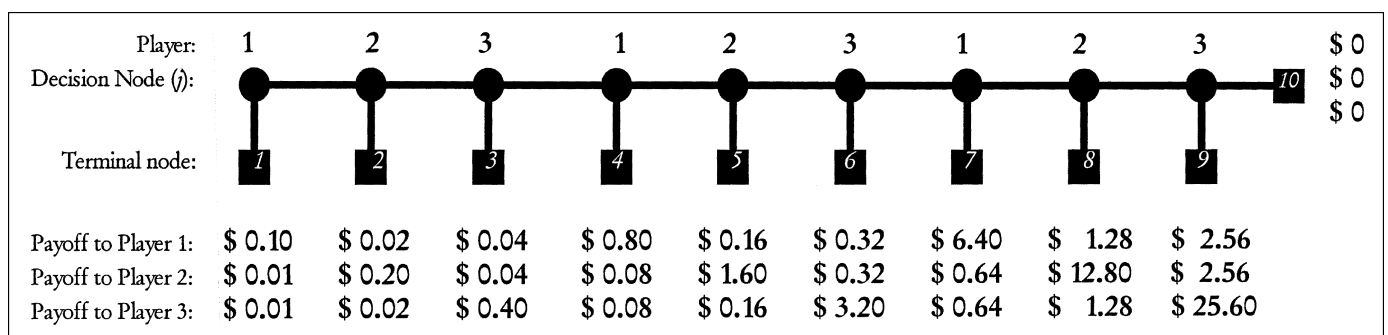 Player: 1 2 3 1 2 3 1 2 3 $ 0
Decision Node (j): 10 $ 0
$ 0
Terminal node: 1 2 3 4 5 6 7 8 9
Payoff to Player 1: $ 0.10 $ 0.02 $ 0.04 $ 0.80 $ 0.16 $ 0.32 $ 6.40 $ 1.28 $ 2.56
Payoff to Player 2: $ 0.01 $ 0.20 $ 0.04 $ 0.08 $ 1.60 $ 0.32 $ 0.64 $ 12.80 $ 2.56
Payoff to Player 3: $ 0.01 $ 0.02 $ 0.40 $ 0.08 $ 0.16 $ 3.20 $ 0.64 $ 1.28 $ 25.60